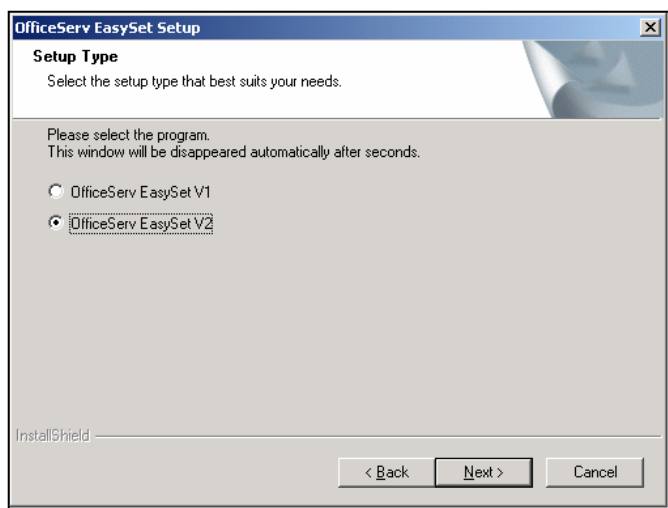 OfficeServ EasySet Setup
Setup Type
Select the setup type that best suits your needs.
Please select the program.
This window will be disappeared automatically after seconds.
OfficeServ EasySet V1
OfficeServ EasySet V2
InstallShield
< Back Next > Cancel